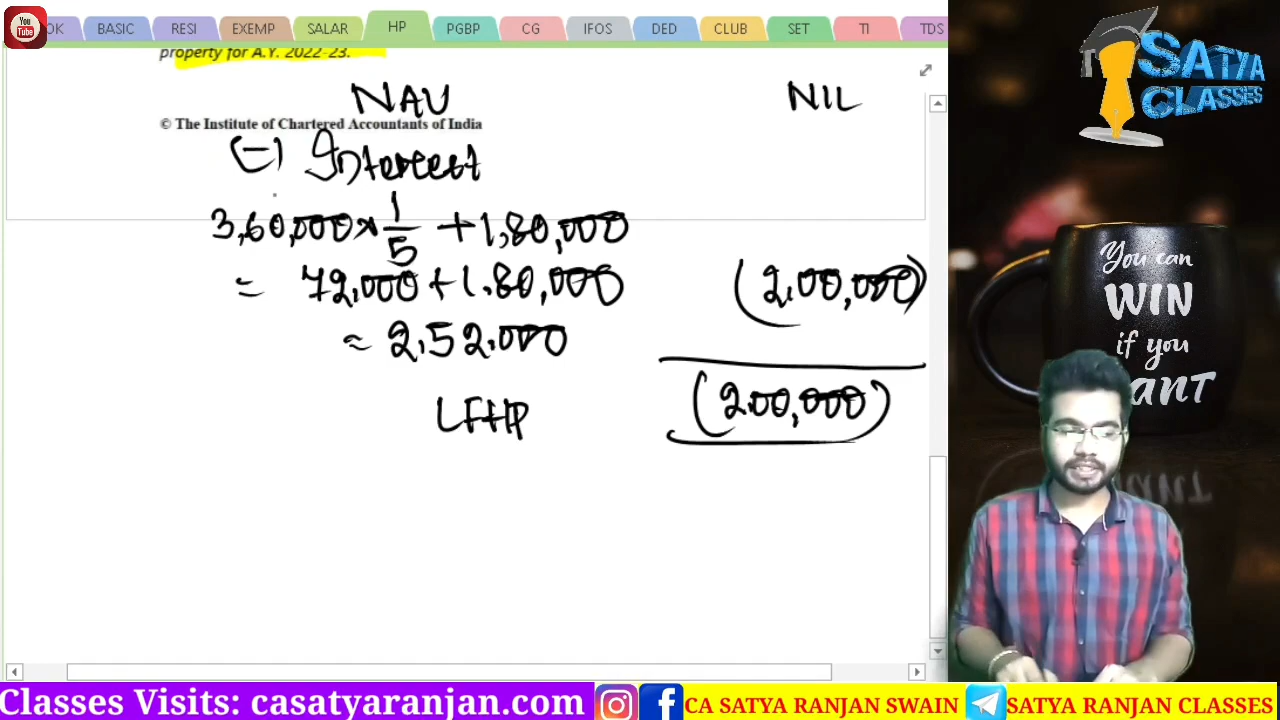 You Tube
OK BASIC RESI EXEMP SALAR HP PGBP CG IFOS DED CLUB SET TI TDS
property for A.Y. 2022-23.
NAV NIL
© The Institute of Chartered Accountants of India
(-) Interest
3,60,000 × 1/5 + 1,80,000
= 72,000 + 1,80,000 (2,00,000)
= 2,52,000
LFHP (2,00,000)
SATYA
CLASSES
You can
WIN
if you
WANT
Classes Visits: casatyaranjan.com CA SATYA RANJAN SWAIN SATYA RANJAN CLASSES